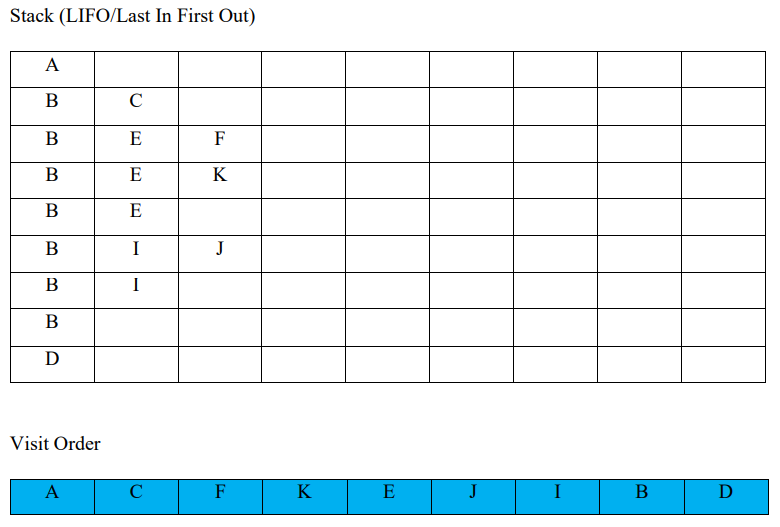 Stack (LIFO/Last In First Out)
A
B C
B E F
B E K
B E
B I J
B I
B
D
Visit Order
A C F K E J I B D